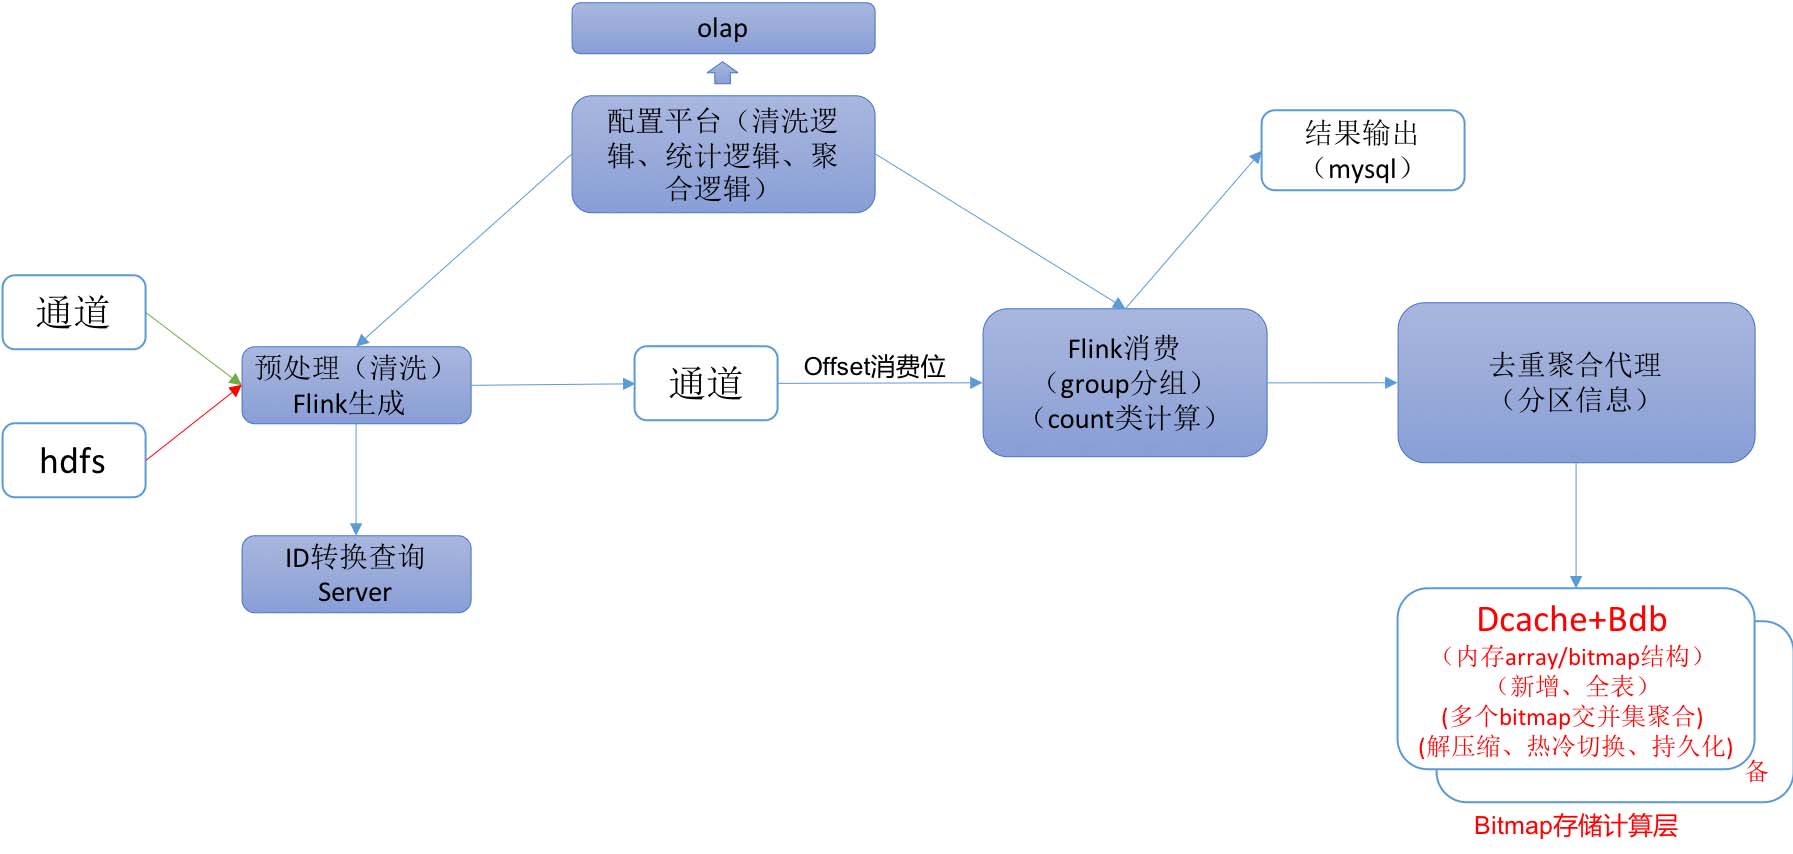 olap
配置平台（清洗逻
辑、统计逻辑、聚
合逻辑）
结果输出
（mysql）
通道
hdfs
预处理（清洗）
Flink生成
ID转换查询
Server
通道
Offset消费位
Flink消费
（group分组）
（count类计算）
去重聚合代理
（分区信息）
Dcache+Bdb
（内存array/bitmap结构）
（新增、全表）
(多个bitmap交并集聚合)
(解压缩、热冷切换、持久化)
备
Bitmap存储计算层